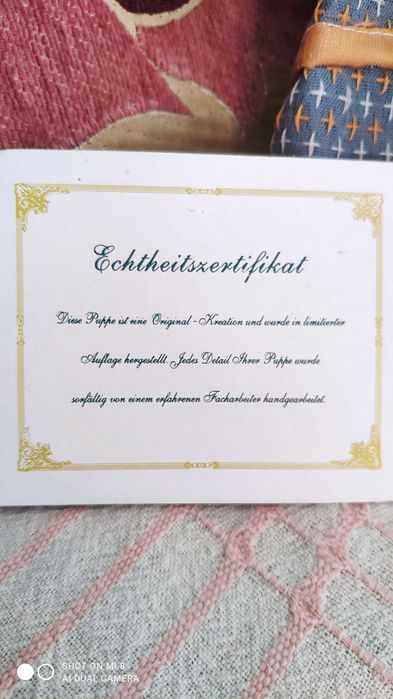 Echtheitszertifikat
Diese Puppe ist eine Original - Kreation und wurde in limitierter
Auflage hergestellt. Jedes Detail Ihrer Puppe wurde
sorfältig von einem erfahrenen Facharbeiter handgearbeitet.
SHOT ON MI 8
AI DUAL CAMERA